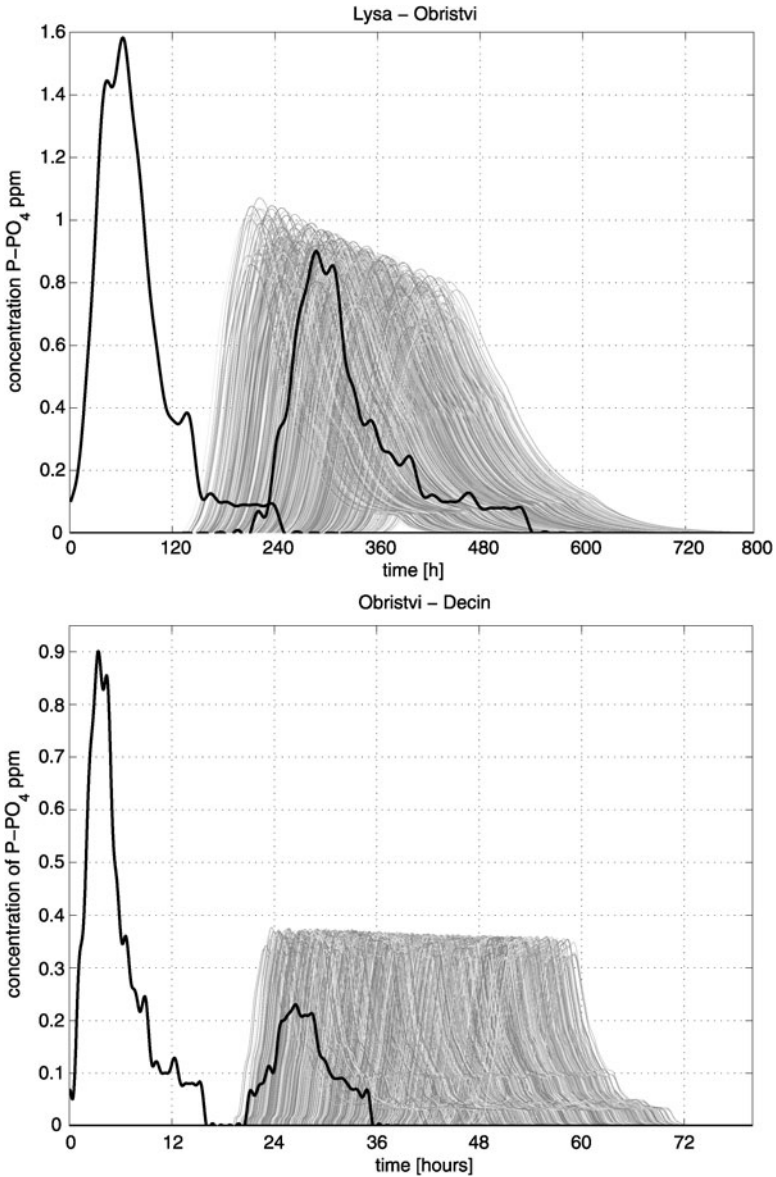 Lysa – Obristvi
1.6
1.4
1.2
1
0.8
0.6
0.4
0.2
0
concentration P–PO4 ppm
0 120 240 360 480 600 720 800
time [h]
Obristvi – Decin
0.9
0.8
0.7
0.6
0.5
0.4
0.3
0.2
0.1
0
concentration of P–PO4 ppm
0 12 24 36 48 60 72
time [hours]